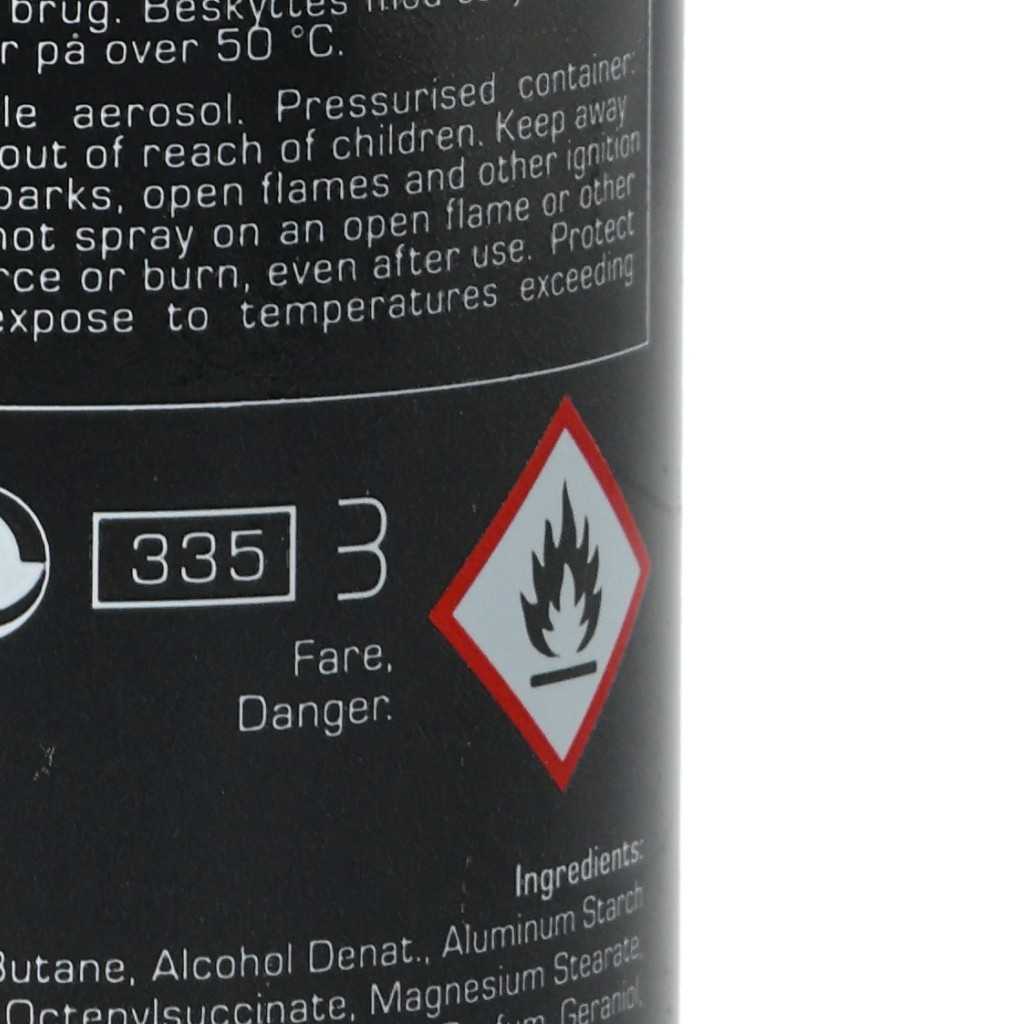 brug. Beskyttes
r på over 50 °C.
le aerosol. Pressurised container:
out of reach of children. Keep away
parks, open flames and other ignition
not spray on an open flame or other
rce or burn, even after use. Protect
expose to temperatures exceeding
335 3
Fare.
Danger.
Ingredients:
Butane, Alcohol Denat., Aluminum Starch
Octenylsuccinate, Magnesium Stearate,
Geraniol,